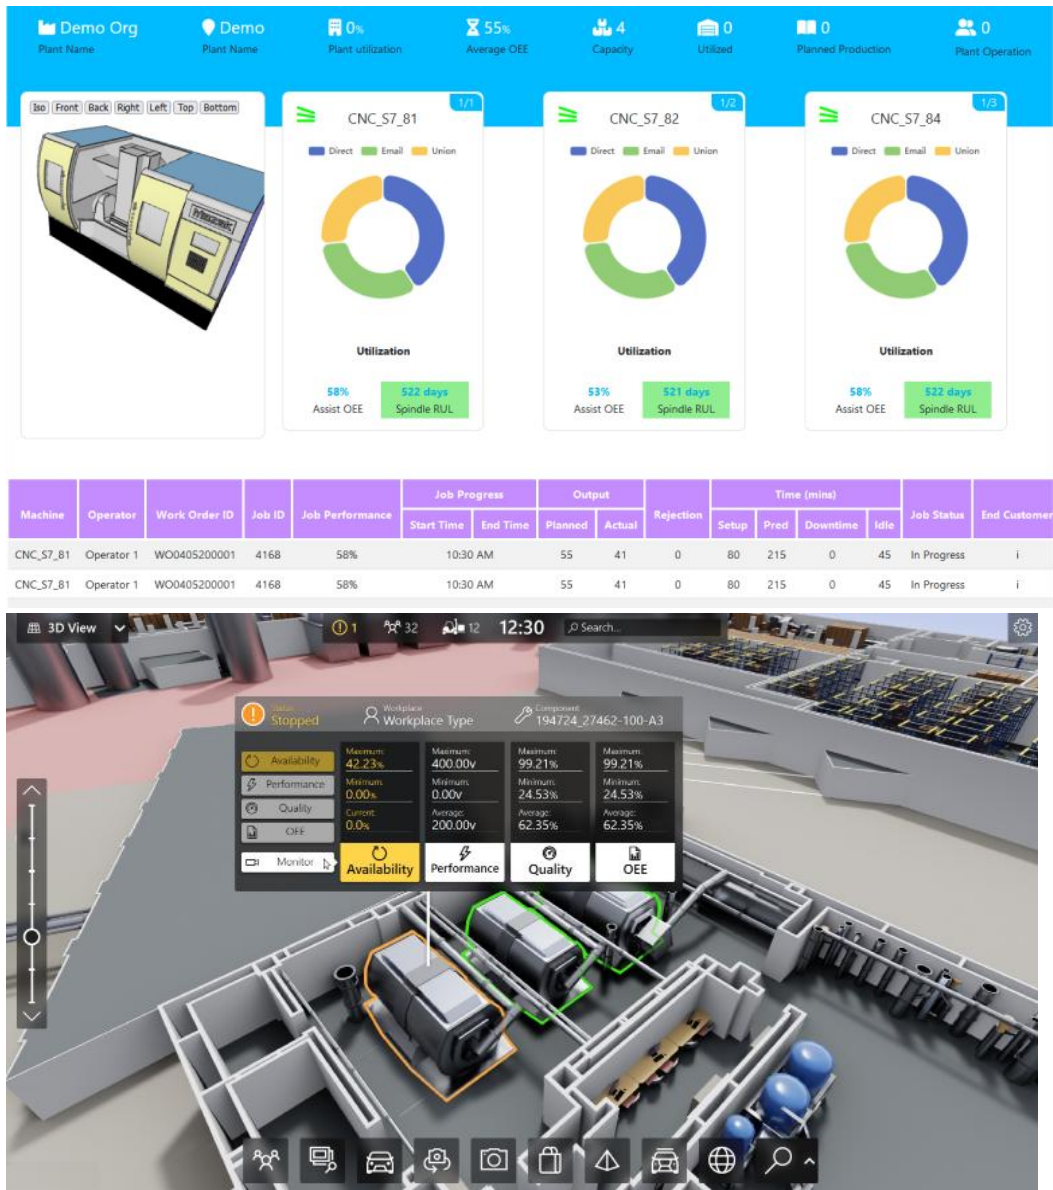 Demo Org Demo 0% 55% 4 0 0 0
Plant Name Plant Name Plant utilization Average OEE Capacity Utilized Planned Production Plant Operation
Iso Front Back Right Left Top Bottom
1/1
CNC_S7_81
Direct Email Union
Utilization
58% 522 days
Assist OEE Spindle RUL
1/2
CNC_S7_82
Direct Email Union
Utilization
53% 521 days
Assist OEE Spindle RUL
1/3
CNC_S7_84
Direct Email Union
Utilization
58% 522 days
Assist OEE Spindle RUL
Machine Operator Work Order ID Job ID Job Performance Job Progress Output Rejection Time (mins) Job Status End Customer
Start Time End Time Planned Actual Setup Pred Downtime Idle
CNC_S7_81 Operator 1 WO0405200001 4168 58% 10:30 AM 55 41 0 80 215 0 45 In Progress i
CNC_S7_81 Operator 1 WO0405200001 4168 58% 10:30 AM 55 41 0 80 215 0 45 In Progress i
3D View 1 32 12 12:30 Search...
Status Workplace Component
Stopped Workplace Type 194724_27462-100-A3
Availability
Performance
Quality
OEE
Monitor
Maximum: Maximum: Maximum: Maximum:
42.23% 400.00v 99.21% 99.21%
Minimum: Minimum: Minimum: Minimum:
0.00% 0.00v 24.53% 24.53%
Current: Average: Average: Average:
0.0% 200.00v 62.35% 62.35%
Availability Performance Quality OEE